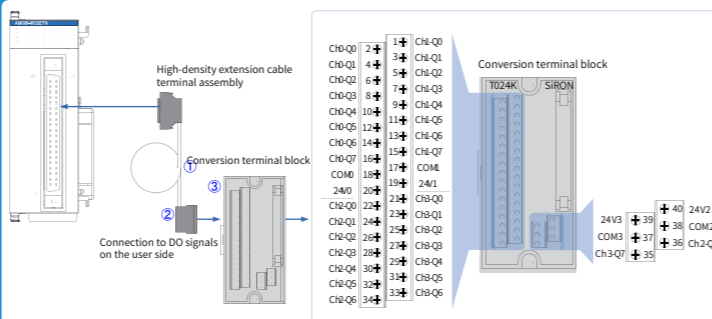 High-density extension cable
terminal assembly
①
②
③
Conversion terminal block
Connection to DO signals
on the user side
1 Ch1-Q0
Ch0-Q0 2
3 Ch1-Q1
Ch0-Q1 4
5 Ch1-Q2
Ch0-Q2 6
7 Ch1-Q3
Ch0-Q3 8
9 Ch1-Q4
Ch0-Q4 10
11 Ch1-Q5
Ch0-Q5 12
13 Ch1-Q6
Ch0-Q6 14
15 Ch1-Q7
Ch0-Q7 16
17 COM1
COM0 18
19 24V1
24V0 20
21 Ch3-Q0
Ch2-Q0 22
23 Ch3-Q1
Ch2-Q1 24
25 Ch3-Q2
Ch2-Q2 26
27 Ch3-Q3
Ch2-Q3 28
29 Ch3-Q4
Ch2-Q4 30
31 Ch3-Q5
Ch2-Q5 32
33 Ch3-Q6
Ch2-Q6 34
Conversion terminal block
T024K SiRON
40 24V2
24V3 39
38 COM2
COM3 37
36 Ch2-Q
Ch3-Q7 35